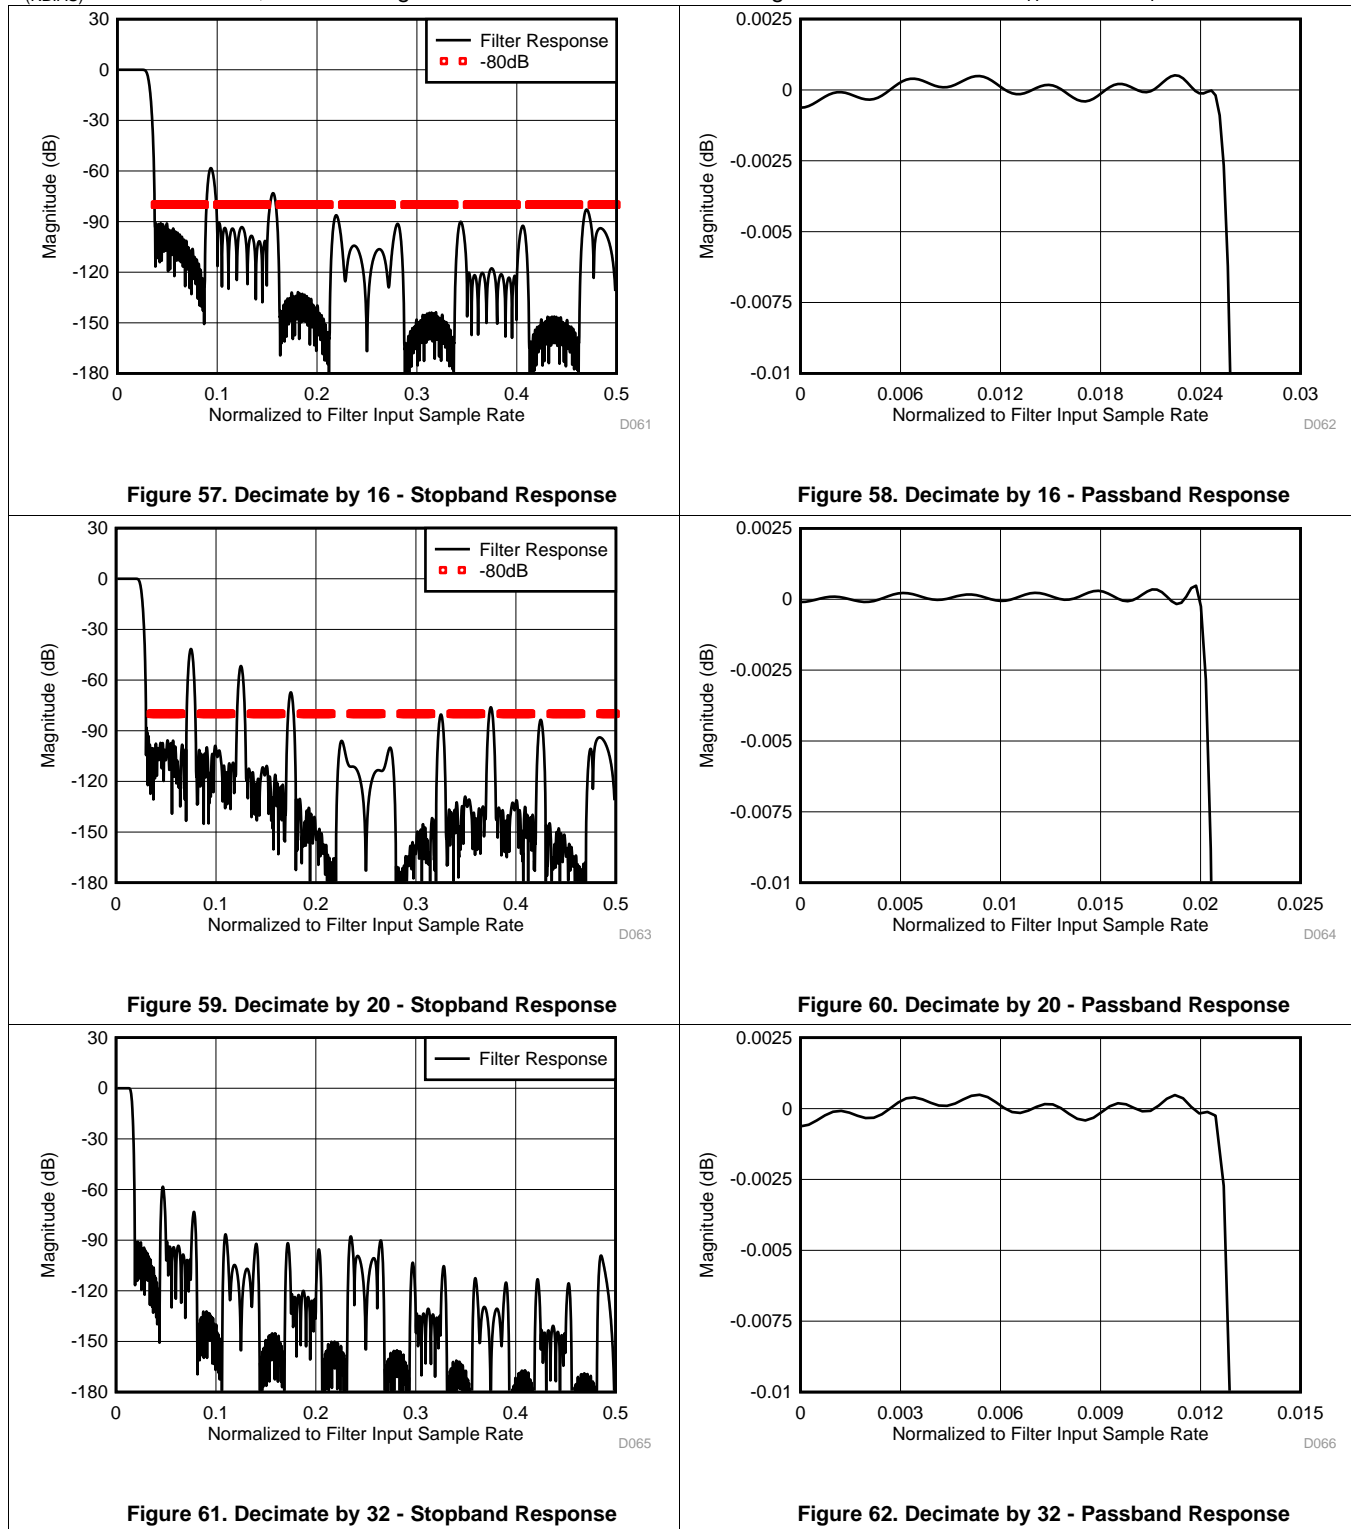 30
0
-30
-60
-90
-120
-150
-180
Magnitude (dB)
Filter Response
-80dB
0 0.1 0.2 0.3 0.4 0.5
Normalized to Filter Input Sample Rate
D061
Figure 57. Decimate by 16 - Stopband Response
0.0025
0
-0.0025
-0.005
-0.0075
-0.01
Magnitude (dB)
0 0.006 0.012 0.018 0.024 0.03
Normalized to Filter Input Sample Rate
D062
Figure 58. Decimate by 16 - Passband Response
30
0
-30
-60
-90
-120
-150
-180
Magnitude (dB)
Filter Response
-80dB
0 0.1 0.2 0.3 0.4 0.5
Normalized to Filter Input Sample Rate
D063
Figure 59. Decimate by 20 - Stopband Response
0.0025
0
-0.0025
-0.005
-0.0075
-0.01
Magnitude (dB)
0 0.005 0.01 0.015 0.02 0.025
Normalized to Filter Input Sample Rate
D064
Figure 60. Decimate by 20 - Passband Response
30
0
-30
-60
-90
-120
-150
-180
Magnitude (dB)
Filter Response
0 0.1 0.2 0.3 0.4 0.5
Normalized to Filter Input Sample Rate
D065
Figure 61. Decimate by 32 - Stopband Response
0.0025
0
-0.0025
-0.005
-0.0075
-0.01
Magnitude (dB)
0 0.003 0.006 0.009 0.012 0.015
Normalized to Filter Input Sample Rate
D066
Figure 62. Decimate by 32 - Passband Response